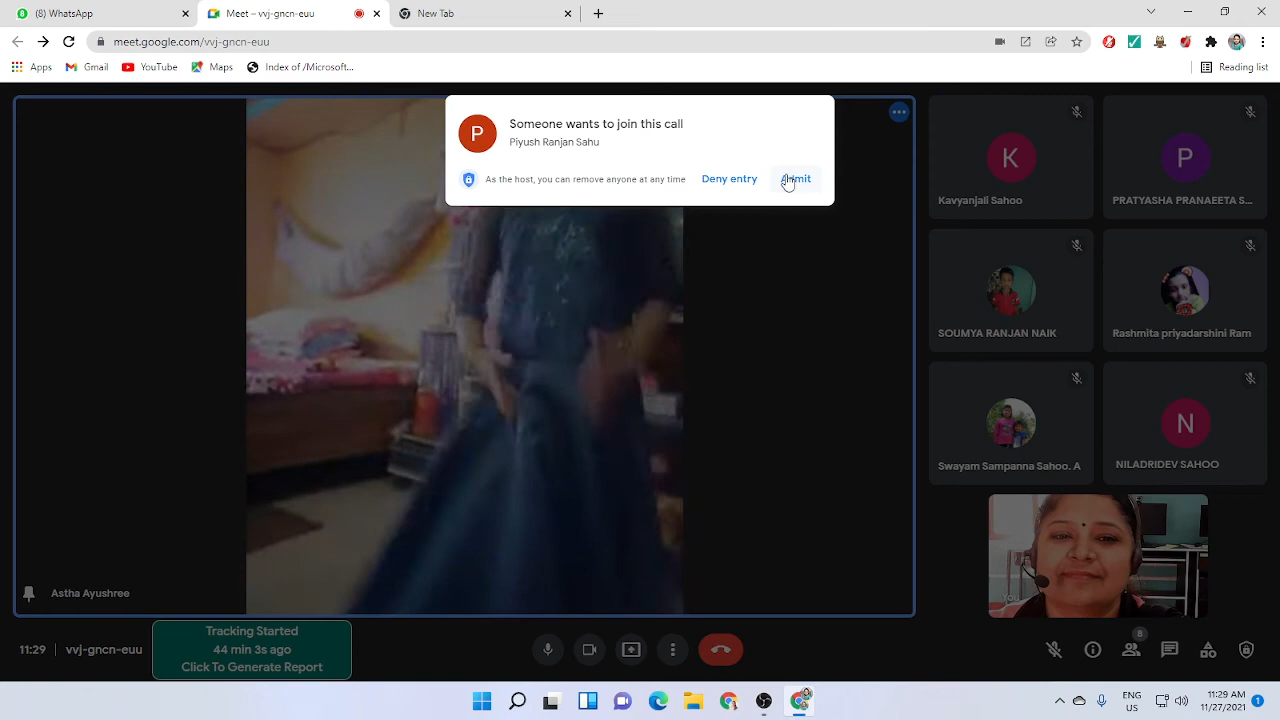 (8) WhatsApp
Meet – vvj-gncn-euu
New Tab
meet.google.com/vvj-gncn-euu
Apps
Gmail
YouTube
Maps
Index of /Microsoft...
Reading list
Someone wants to join this call
P
Piyush Ranjan Sahu
As the host, you can remove anyone at any time
Deny entry
Admit
K
Kavyanjali Sahoo
P
PRATYASHA PRANAEETA S...
SOUMYA RANJAN NAIK
Rashmita priyadarshini Ram
Swayam Sampanna Sahoo. A
N
NILADRIDEV SAHOO
You
Astha Ayushree
11:29
vvj-gncn-euu
Tracking Started
44 min 3s ago
Click To Generate Report
8
ENG
US
11:29 AM
11/27/2021
1